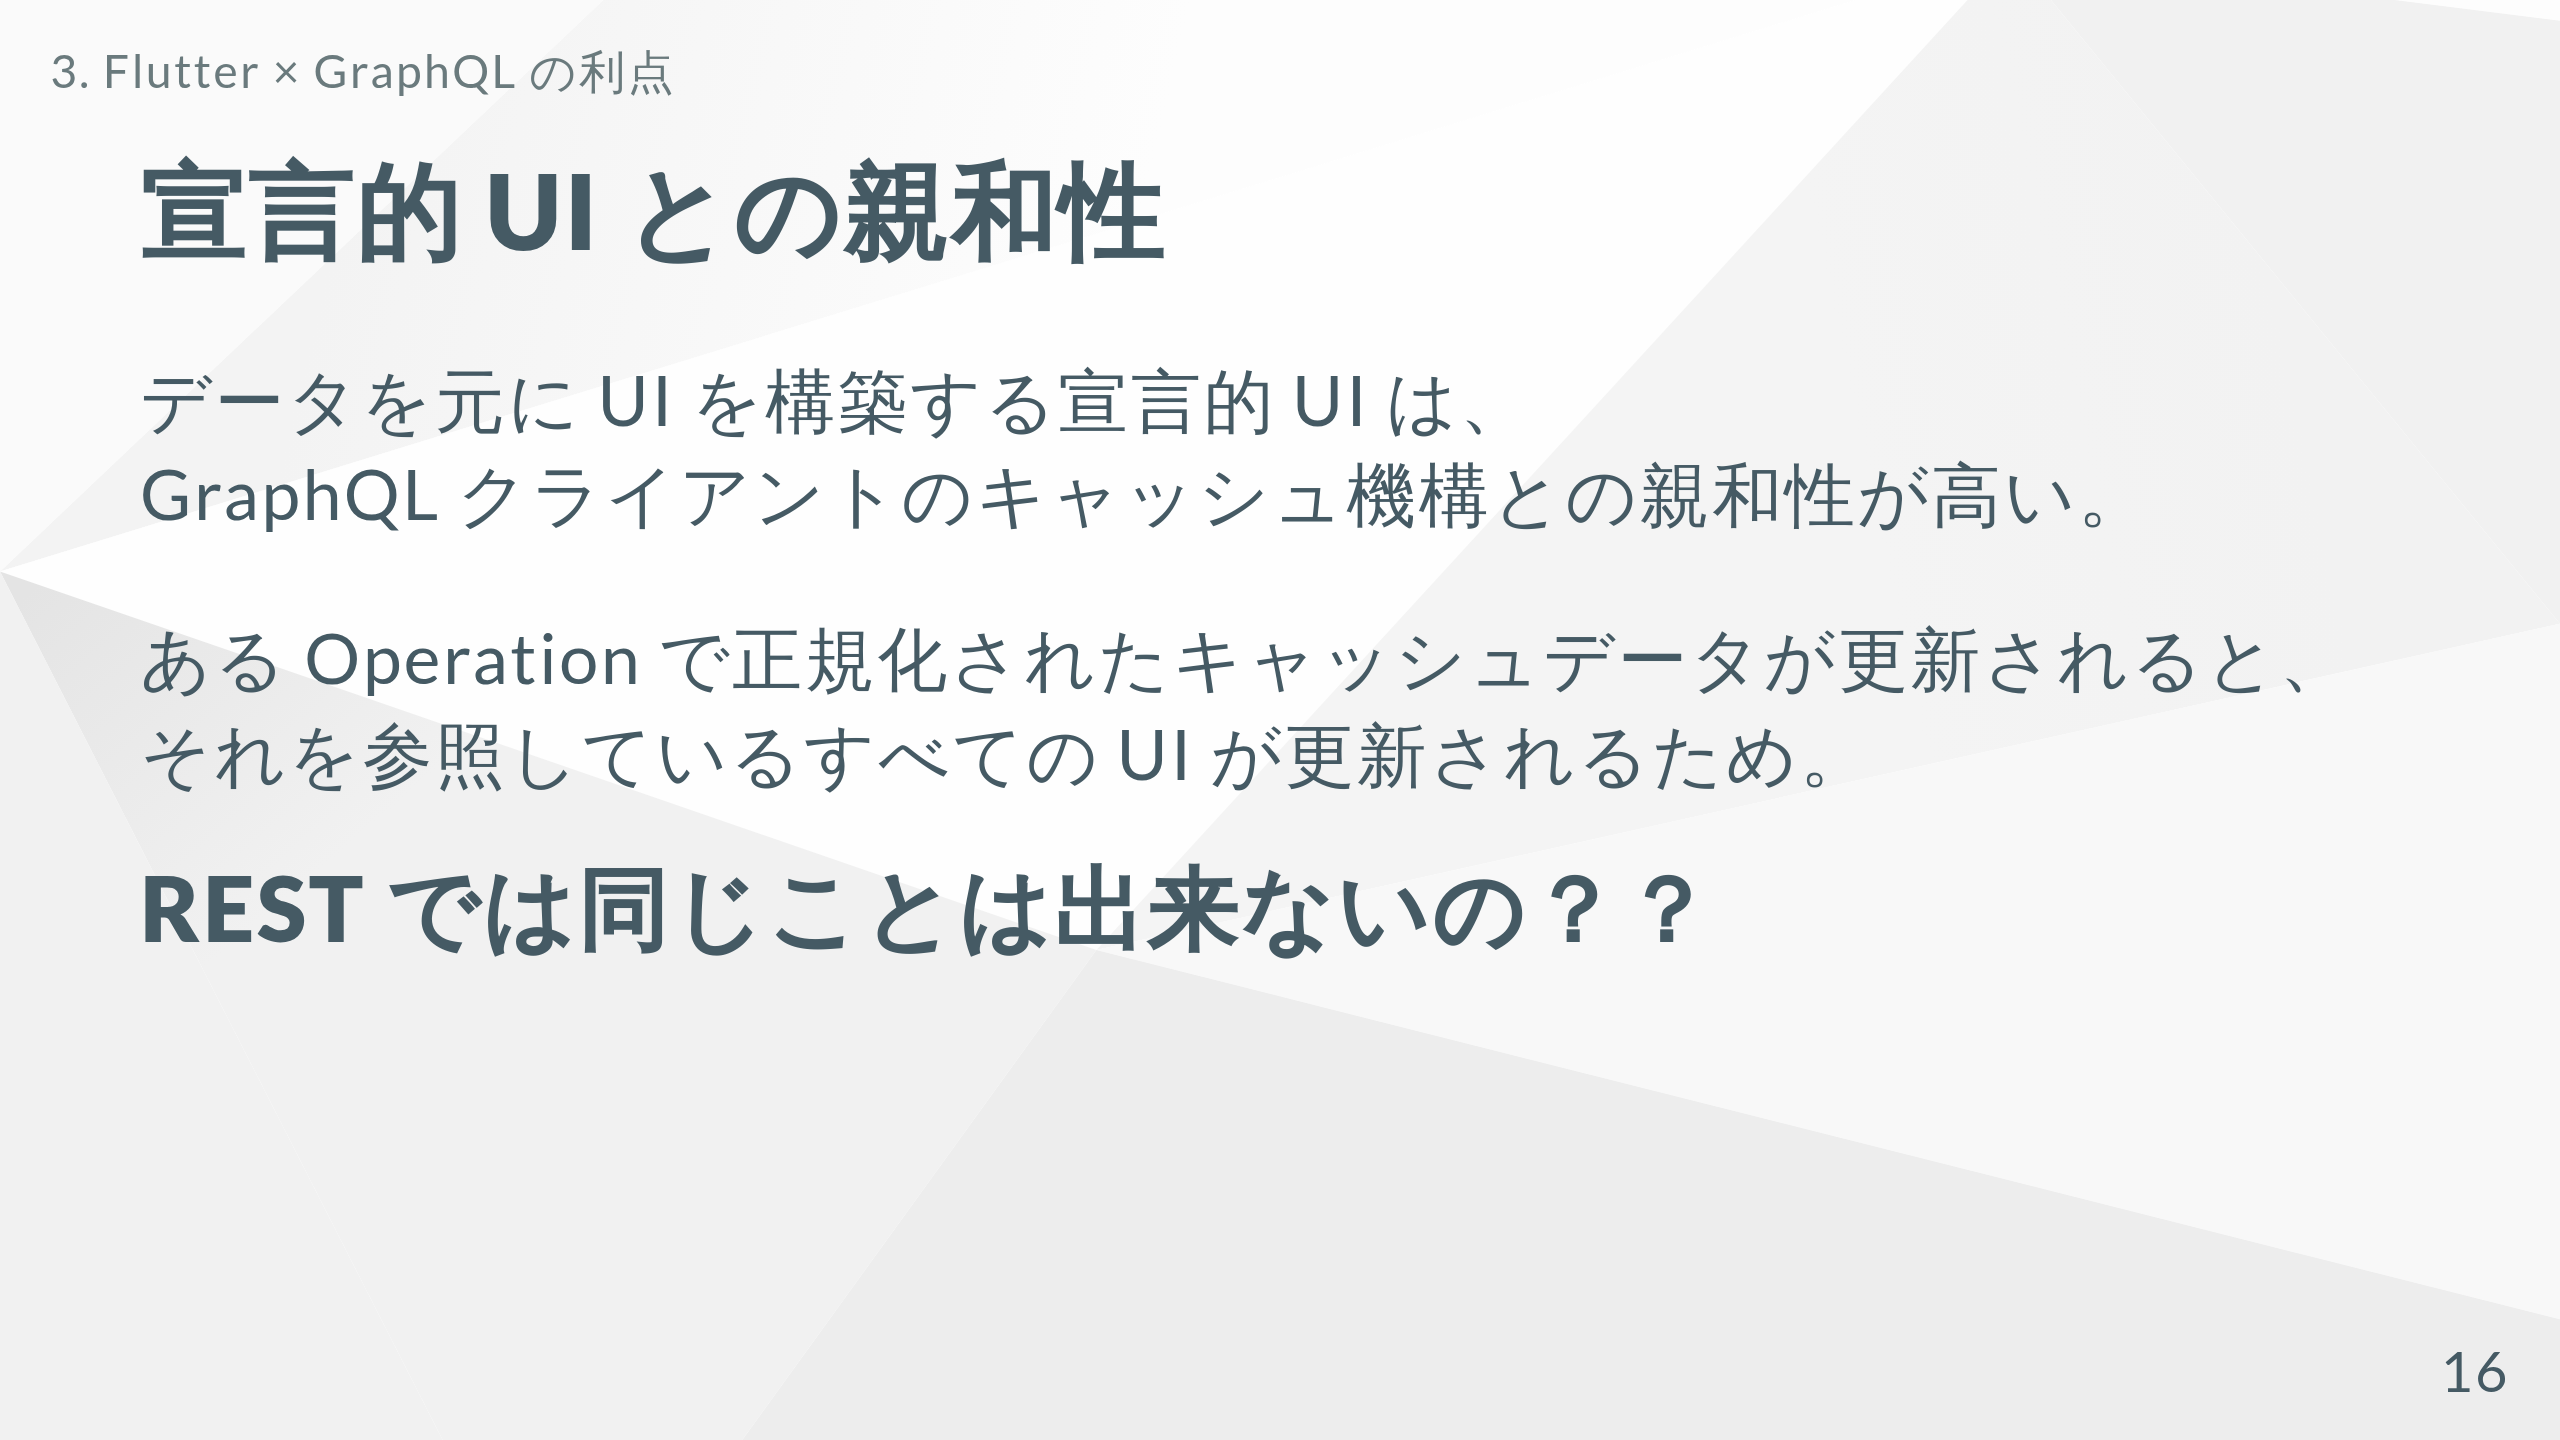 3. Flutter × GraphQL の利点
宣言的 UI との親和性
データを元に UI を構築する宣言的 UI は、
GraphQL クライアントのキャッシュ機構との親和性が高い。
ある Operation で正規化されたキャッシュデータが更新されると、
それを参照しているすべての UI が更新されるため。
REST では同じことは出来ないの？？
16